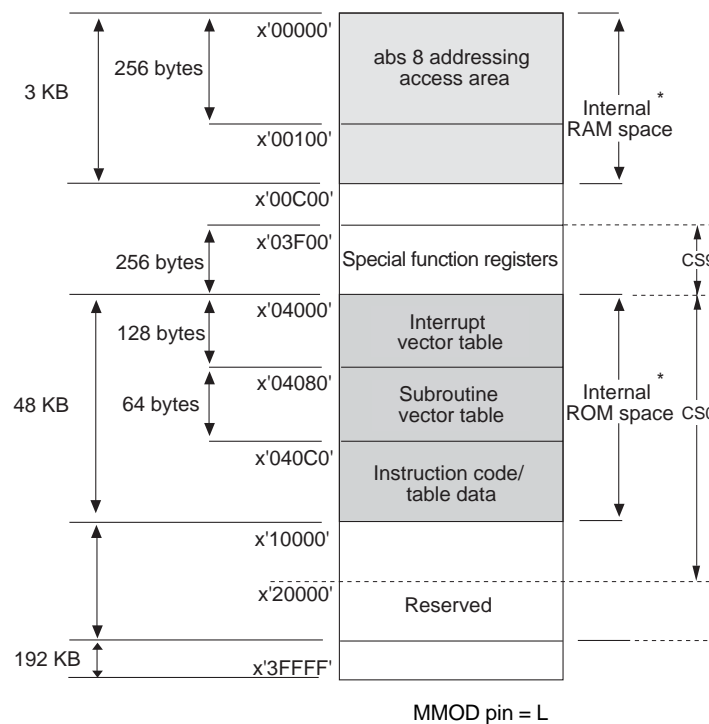 x'00000'
abs 8 addressing
access area
256 bytes
3 KB
Internal *
RAM space
x'00100'
x'00C00'
x'03F00'
256 bytes
Special function registers
x'04000'
128 bytes
Interrupt
vector table
x'04080'
48 KB
64 bytes
Subroutine
vector table
Internal *
ROM space
x'040C0'
Instruction code/
table data
x'10000'
x'20000'
Reserved
192 KB
x'3FFFF'
MMOD pin = L